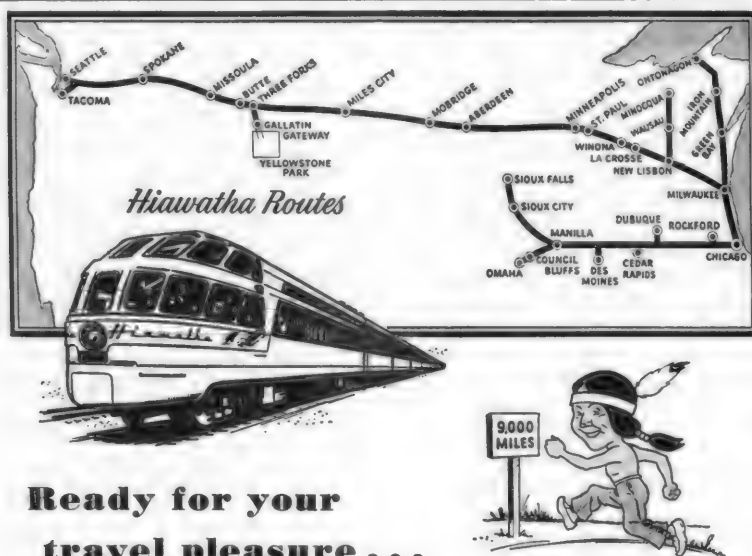 SEATTLE
TACOMA
SPOKANE
MISSOULA
BUTTE
THREE FORKS
GALLATIN
GATEWAY
YELLOWSTONE
PARK
MILES CITY
MOBRIDGE
ABERDEEN
MINNEAPOLIS
ST. PAUL
WINONA
LA CROSSE
NEW LISBON
MINOCQUA
WAUSAU
ONTONAGON
IRON
MOUNTAIN
GREEN
BAY
MILWAUKEE
CHICAGO
ROCKFORD
DUBUQUE
CEDAR
RAPIDS
DES
MOINES
MANILLA
COUNCIL
BLUFFS
OMAHA
SIOUX CITY
SIOUX FALLS
Hiawatha Routes
Hiawatha
9,000
MILES
Ready for your
travel pleasure...